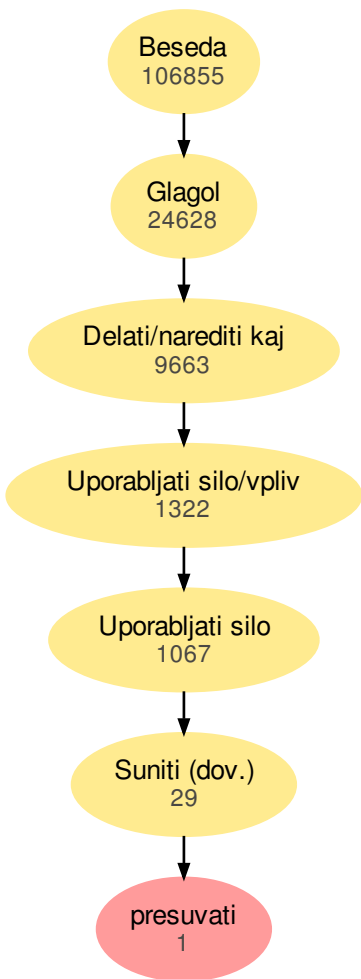 Beseda
106855
Glagol
24628
Delati/narediti kaj
9663
Uporabljati silo/vpliv
1322
Uporabljati silo
1067
Suniti (dov.)
29
presuvati
1